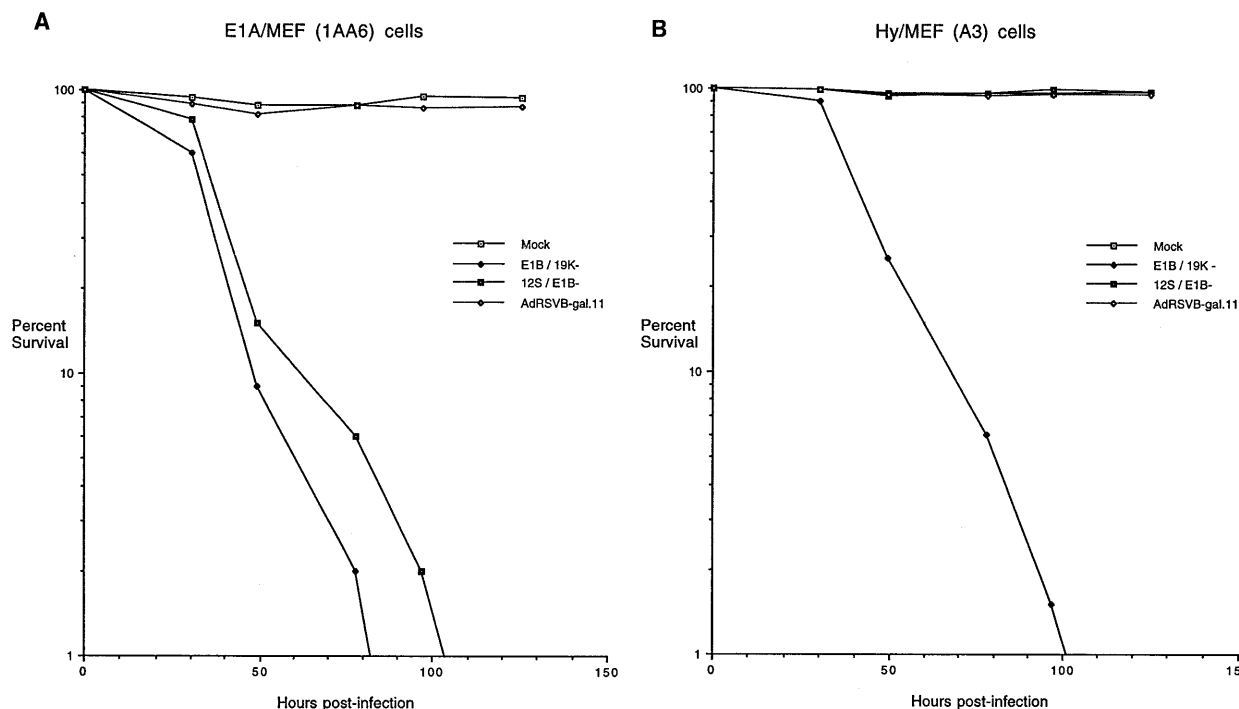 A
E1A/MEF (1AA6) cells
100
10
1
Percent
Survival
Mock
E1B / 19K-
12S / E1B-
AdRSVB-gal.11
0
50
100
150
Hours post-infection
B
Hy/MEF (A3) cells
100
10
1
Percent
Survival
Mock
E1B / 19K -
12S / E1B-
AdRSVB-gal.11
0
50
100
15
Hours post-infection